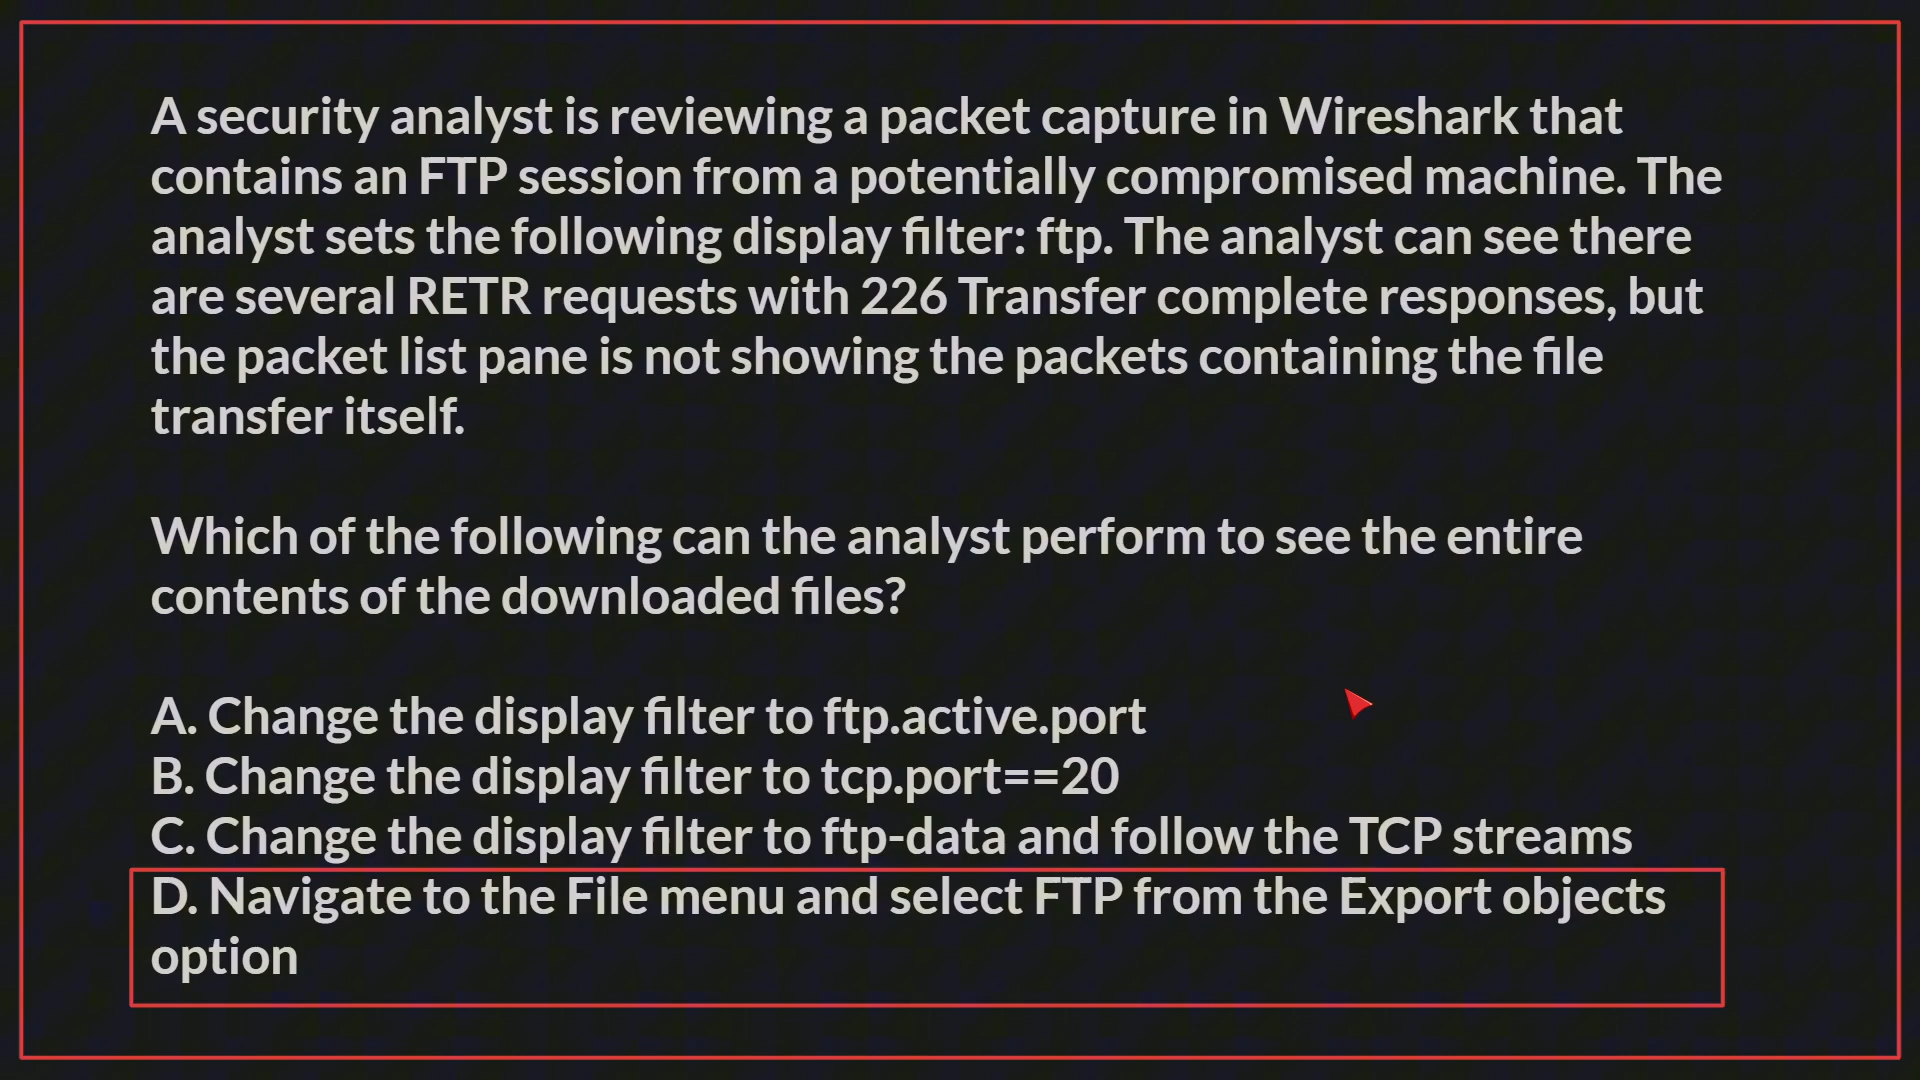 A security analyst is reviewing a packet capture in Wireshark that
contains an FTP session from a potentially compromised machine. The
analyst sets the following display filter: ftp. The analyst can see there
are several RETR requests with 226 Transfer complete responses, but
the packet list pane is not showing the packets containing the file
transfer itself.
Which of the following can the analyst perform to see the entire
contents of the downloaded files?
A. Change the display filter to ftp.active.port
B. Change the display filter to tcp.port==20
C. Change the display filter to ftp-data and follow the TCP streams
D. Navigate to the File menu and select FTP from the Export objects
option